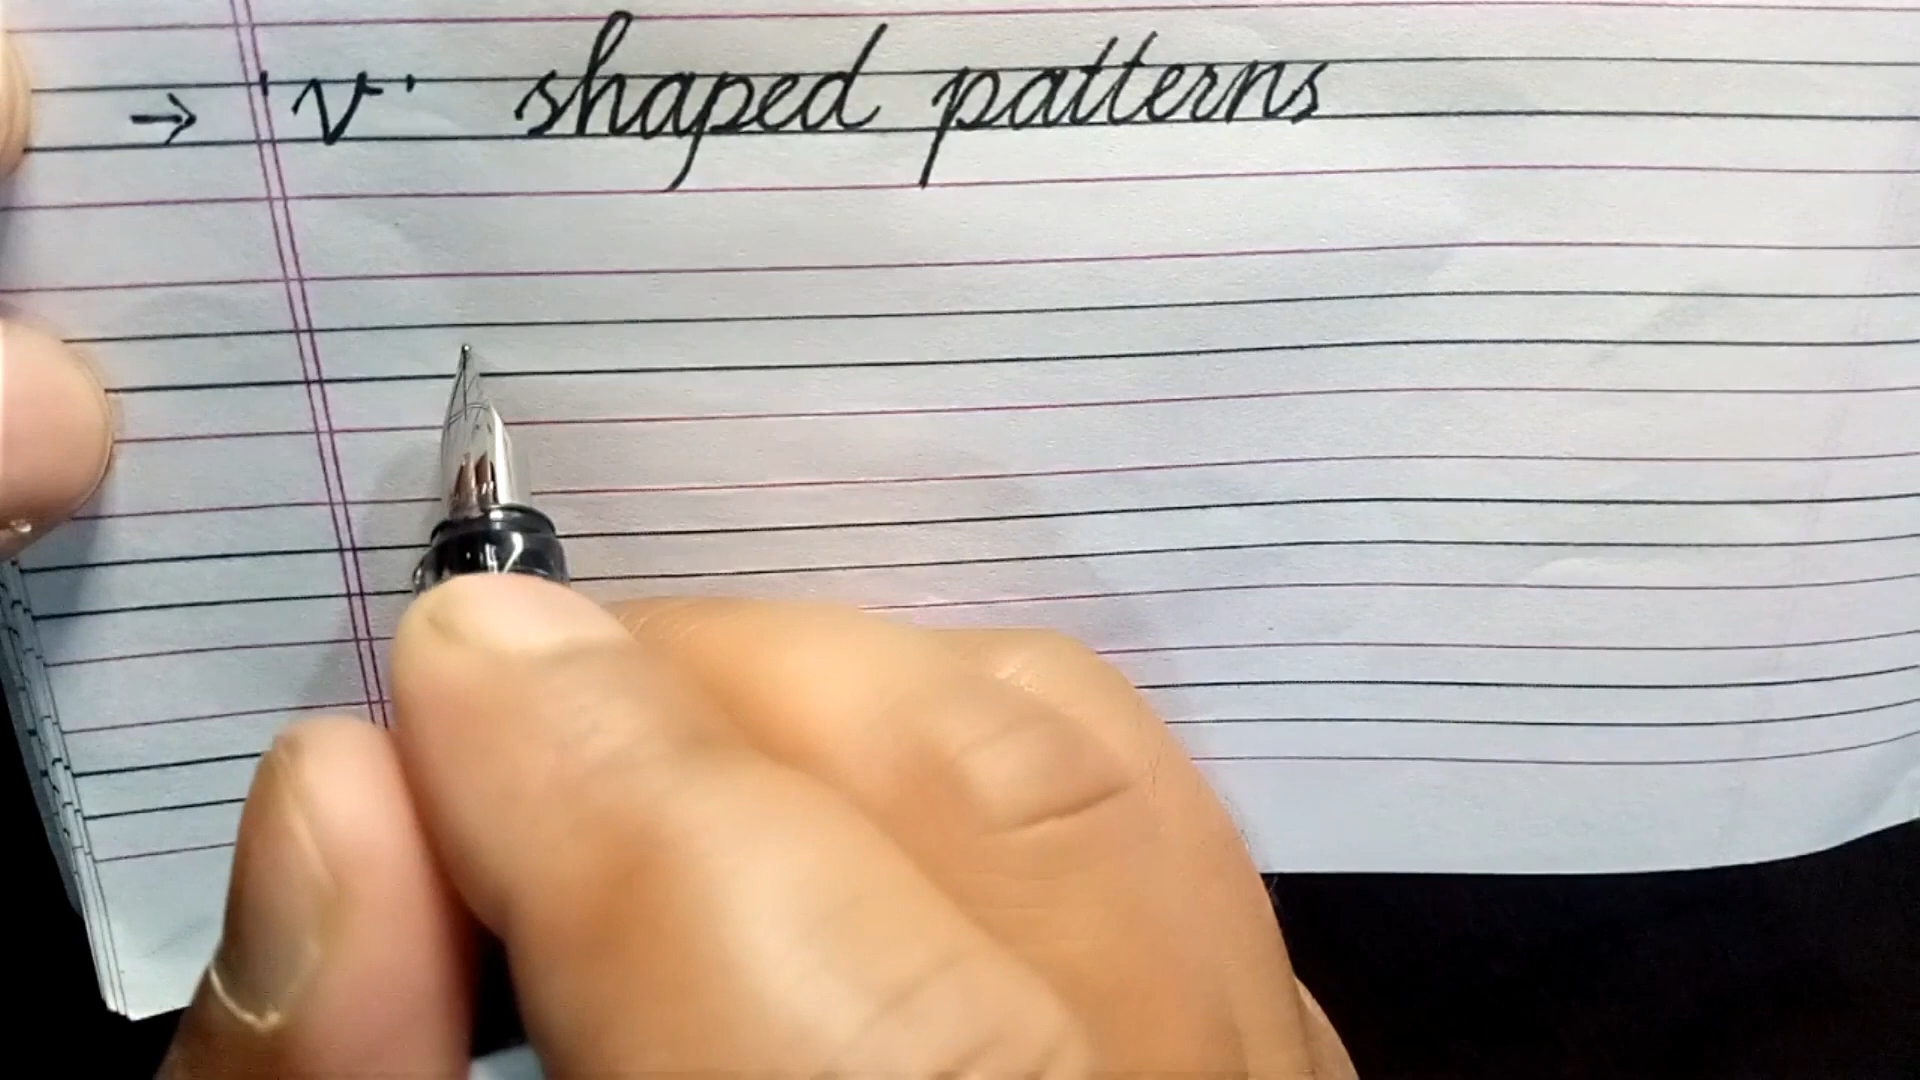 → 'v' shaped patterns